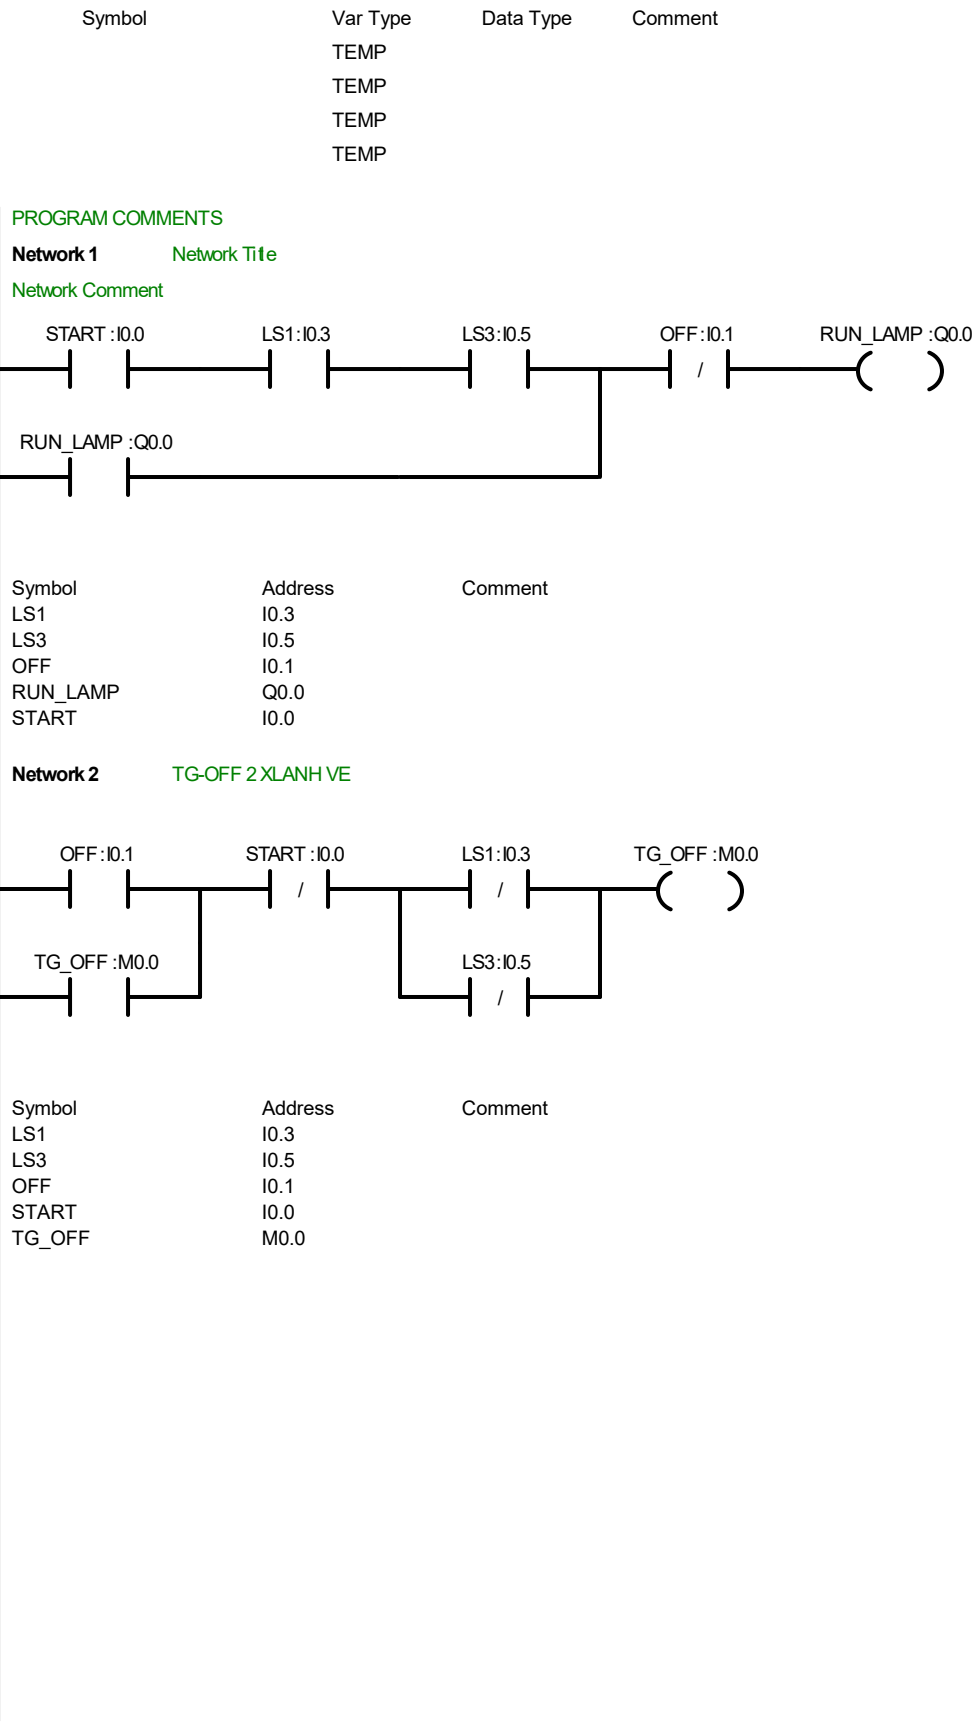 Symbol Var Type Data Type Comment
TEMP
TEMP
TEMP
TEMP
PROGRAM COMMENTS
Network 1 Network Title
Network Comment
START:I0.0 LS1:I0.3 LS3:I0.5 OFF:I0.1 RUN_LAMP:Q0.0
/
RUN_LAMP:Q0.0
Symbol Address Comment
LS1 I0.3
LS3 I0.5
OFF I0.1
RUN_LAMP Q0.0
START I0.0
Network 2 TG-OFF 2 XLANH VE
OFF:I0.1 START:I0.0 LS1:I0.3 TG_OFF:M0.0
/ /
TG_OFF:M0.0 LS3:I0.5
/
Symbol Address Comment
LS1 I0.3
LS3 I0.5
OFF I0.1
START I0.0
TG_OFF M0.0